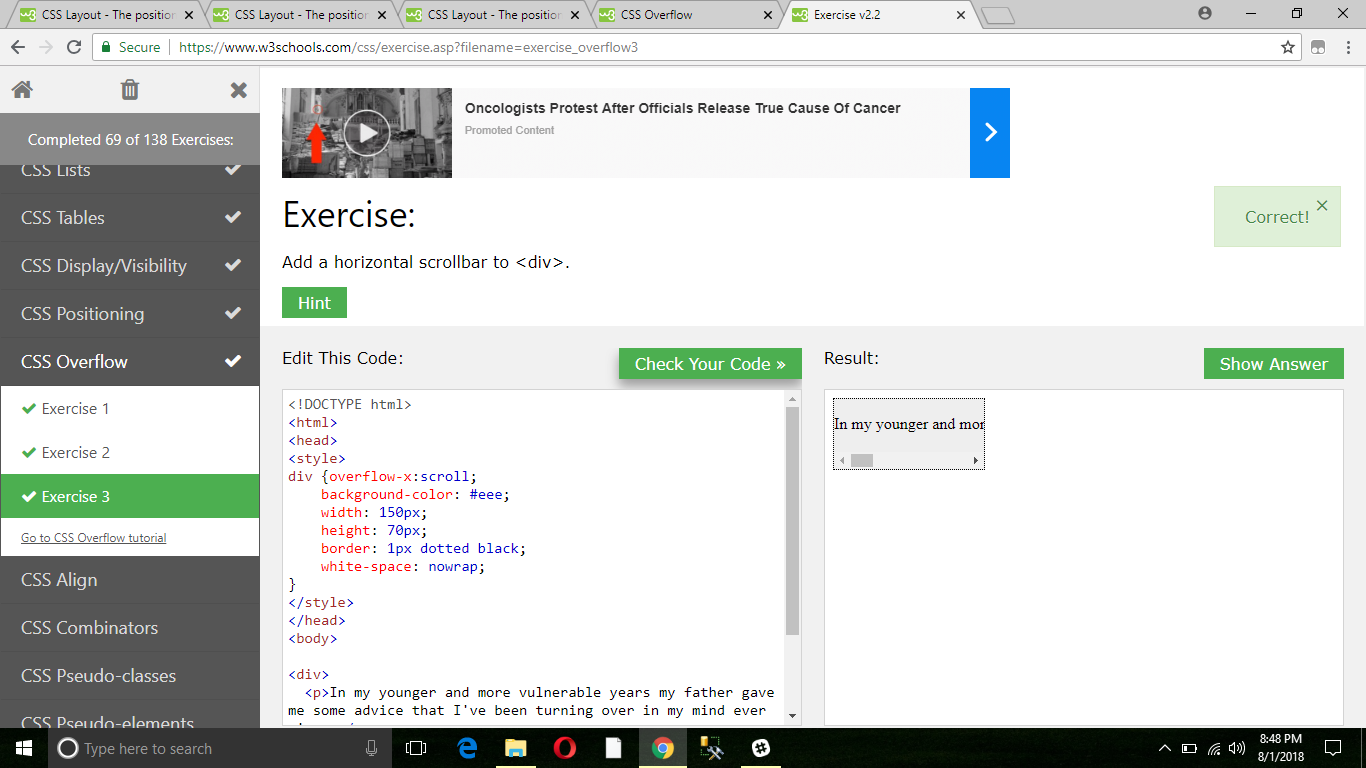 CSS Layout - The position
CSS Layout - The position
CSS Layout - The position
CSS Overflow
Exercise v2.2
Secure
https://www.w3schools.com/css/exercise.asp?filename=exercise_overflow3
Completed 69 of 138 Exercises:
CSS Lists
CSS Tables
CSS Display/Visibility
CSS Positioning
CSS Overflow
Exercise 1
Exercise 2
Exercise 3
Go to CSS Overflow tutorial
CSS Align
CSS Combinators
CSS Pseudo-classes
CSS Pseudo-elements
Oncologists Protest After Officials Release True Cause Of Cancer
Promoted Content
Exercise:
Correct!
Add a horizontal scrollbar to <div>.
Hint
Edit This Code:
Check Your Code »
<!DOCTYPE html>
<html>
<head>
<style>
div {overflow-x:scroll;
    background-color: #eee;
    width: 150px;
    height: 70px;
    border: 1px dotted black;
    white-space: nowrap;
}
</style>
</head>
<body>
<div>
  <p>In my younger and more vulnerable years my father gave
me some advice that I've been turning over in my mind ever
Result:
Show Answer
In my younger and mor
Type here to search
8:48 PM
8/1/2018